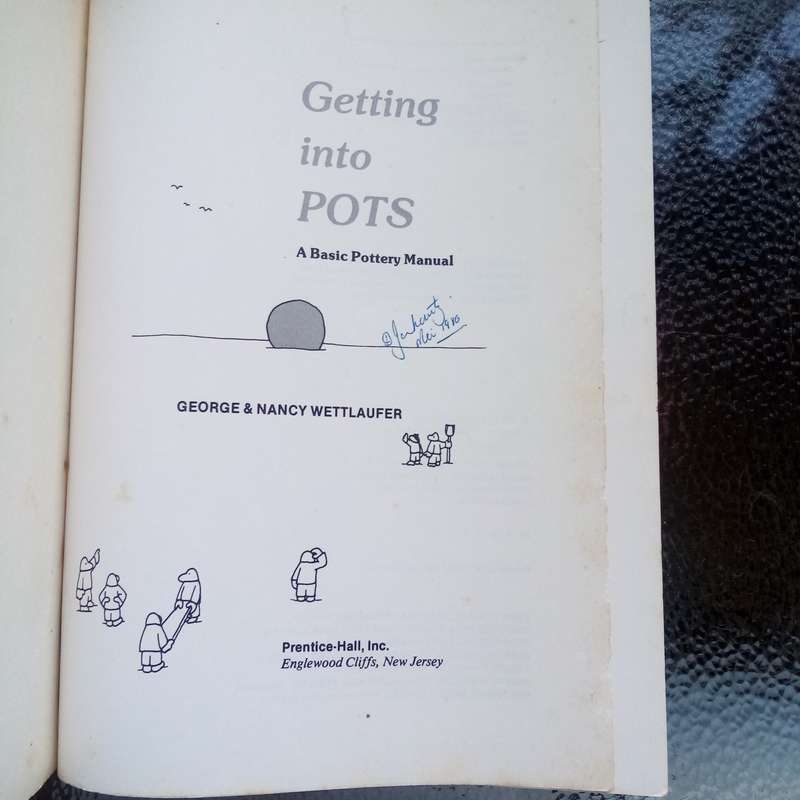 Getting
into
POTS
A Basic Pottery Manual
GEORGE & NANCY WETTLAUFER
Prentice-Hall, Inc.
Englewood Cliffs, New Jersey